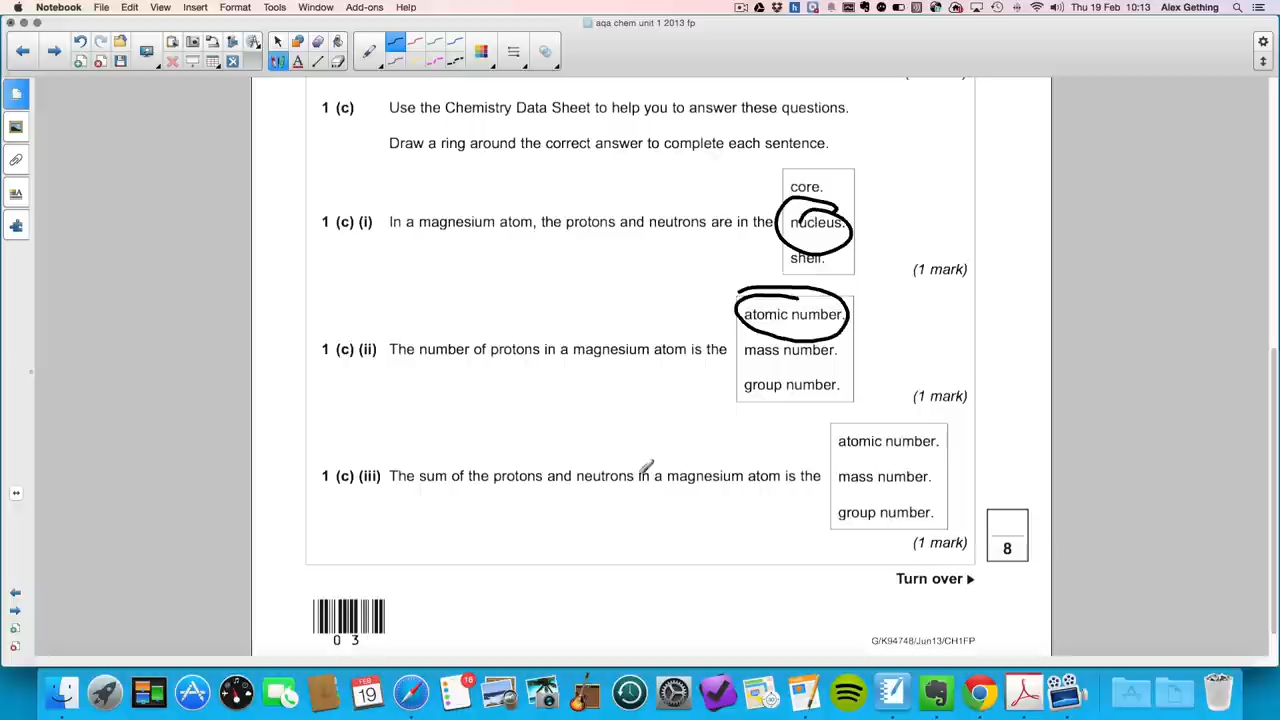 Notebook File Edit View Insert Format Tools Window Add-ons Help Thu 19 Feb 10:13 Alex Gething
aqa chem unit 1 2013 fp
1 (c) Use the Chemistry Data Sheet to help you to answer these questions.
Draw a ring around the correct answer to complete each sentence.
core.
1 (c) (i) In a magnesium atom, the protons and neutrons are in the nucleus.
shell.
(1 mark)
atomic number.
1 (c) (ii) The number of protons in a magnesium atom is the mass number.
group number.
(1 mark)
atomic number.
1 (c) (iii) The sum of the protons and neutrons in a magnesium atom is the mass number.
group number.
(1 mark)
8
Turn over
0 3
G/K94748/Jun13/CH1FP
FEB
19
18